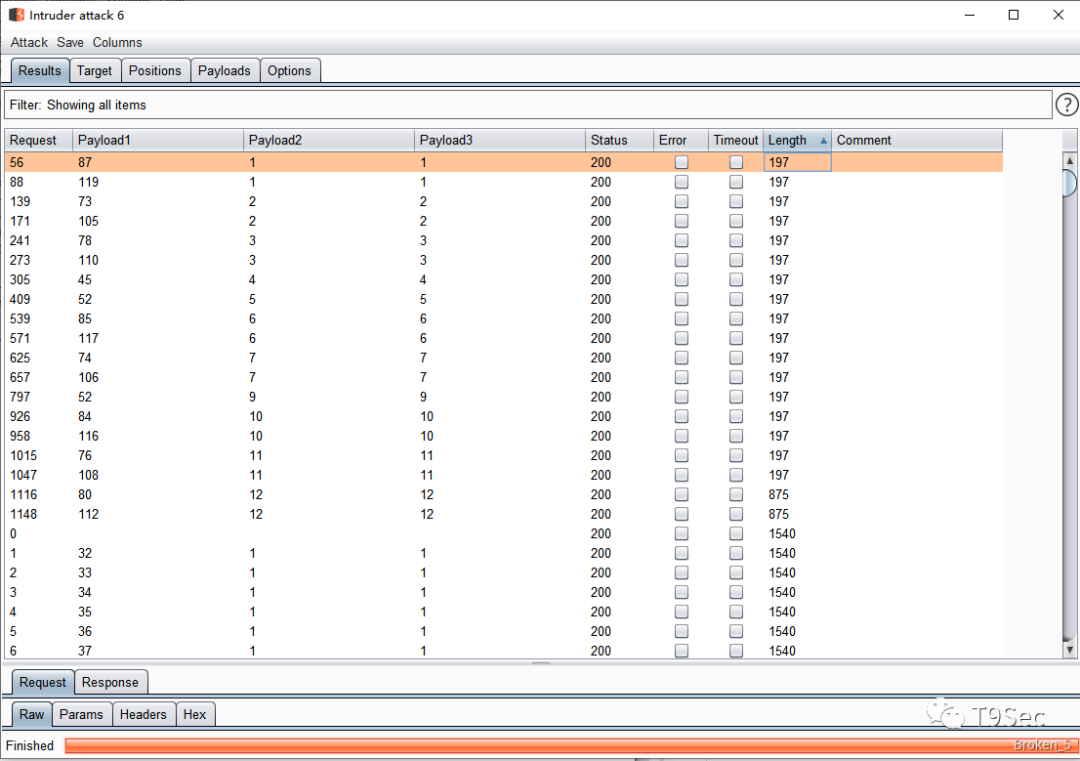 Intruder attack 6
Attack Save Columns
Results Target Positions Payloads Options
Filter: Showing all items
?
Request Payload1 Payload2 Payload3 Status Error Timeout Length Comment
56 87 1 1 200 197
88 119 1 1 200 197
139 73 2 2 200 197
171 105 2 2 200 197
241 78 3 3 200 197
273 110 3 3 200 197
305 45 4 4 200 197
409 52 5 5 200 197
539 85 6 6 200 197
571 117 6 6 200 197
625 74 7 7 200 197
657 106 7 7 200 197
797 52 9 9 200 197
926 84 10 10 200 197
958 116 10 10 200 197
1015 76 11 11 200 197
1047 108 11 11 200 197
1116 80 12 12 200 875
1148 112 12 12 200 875
0 200 1540
1 32 1 1 200 1540
2 33 1 1 200 1540
3 34 1 1 200 1540
4 35 1 1 200 1540
5 36 1 1 200 1540
6 37 1 1 200 1540
Request Response
Raw Params Headers Hex
T9Sec
Finished
Broken_5